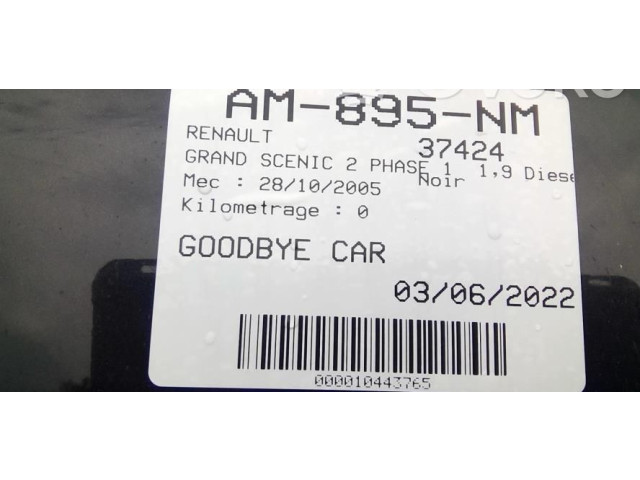 AM-895-NM
RENAULT
37424
GRAND SCENIC 2 PHASE 1 1,9 Diese
Noir
Mec : 28/10/2005
Kilometrage : 0
GOODBYE CAR
03/06/2022
000010443765